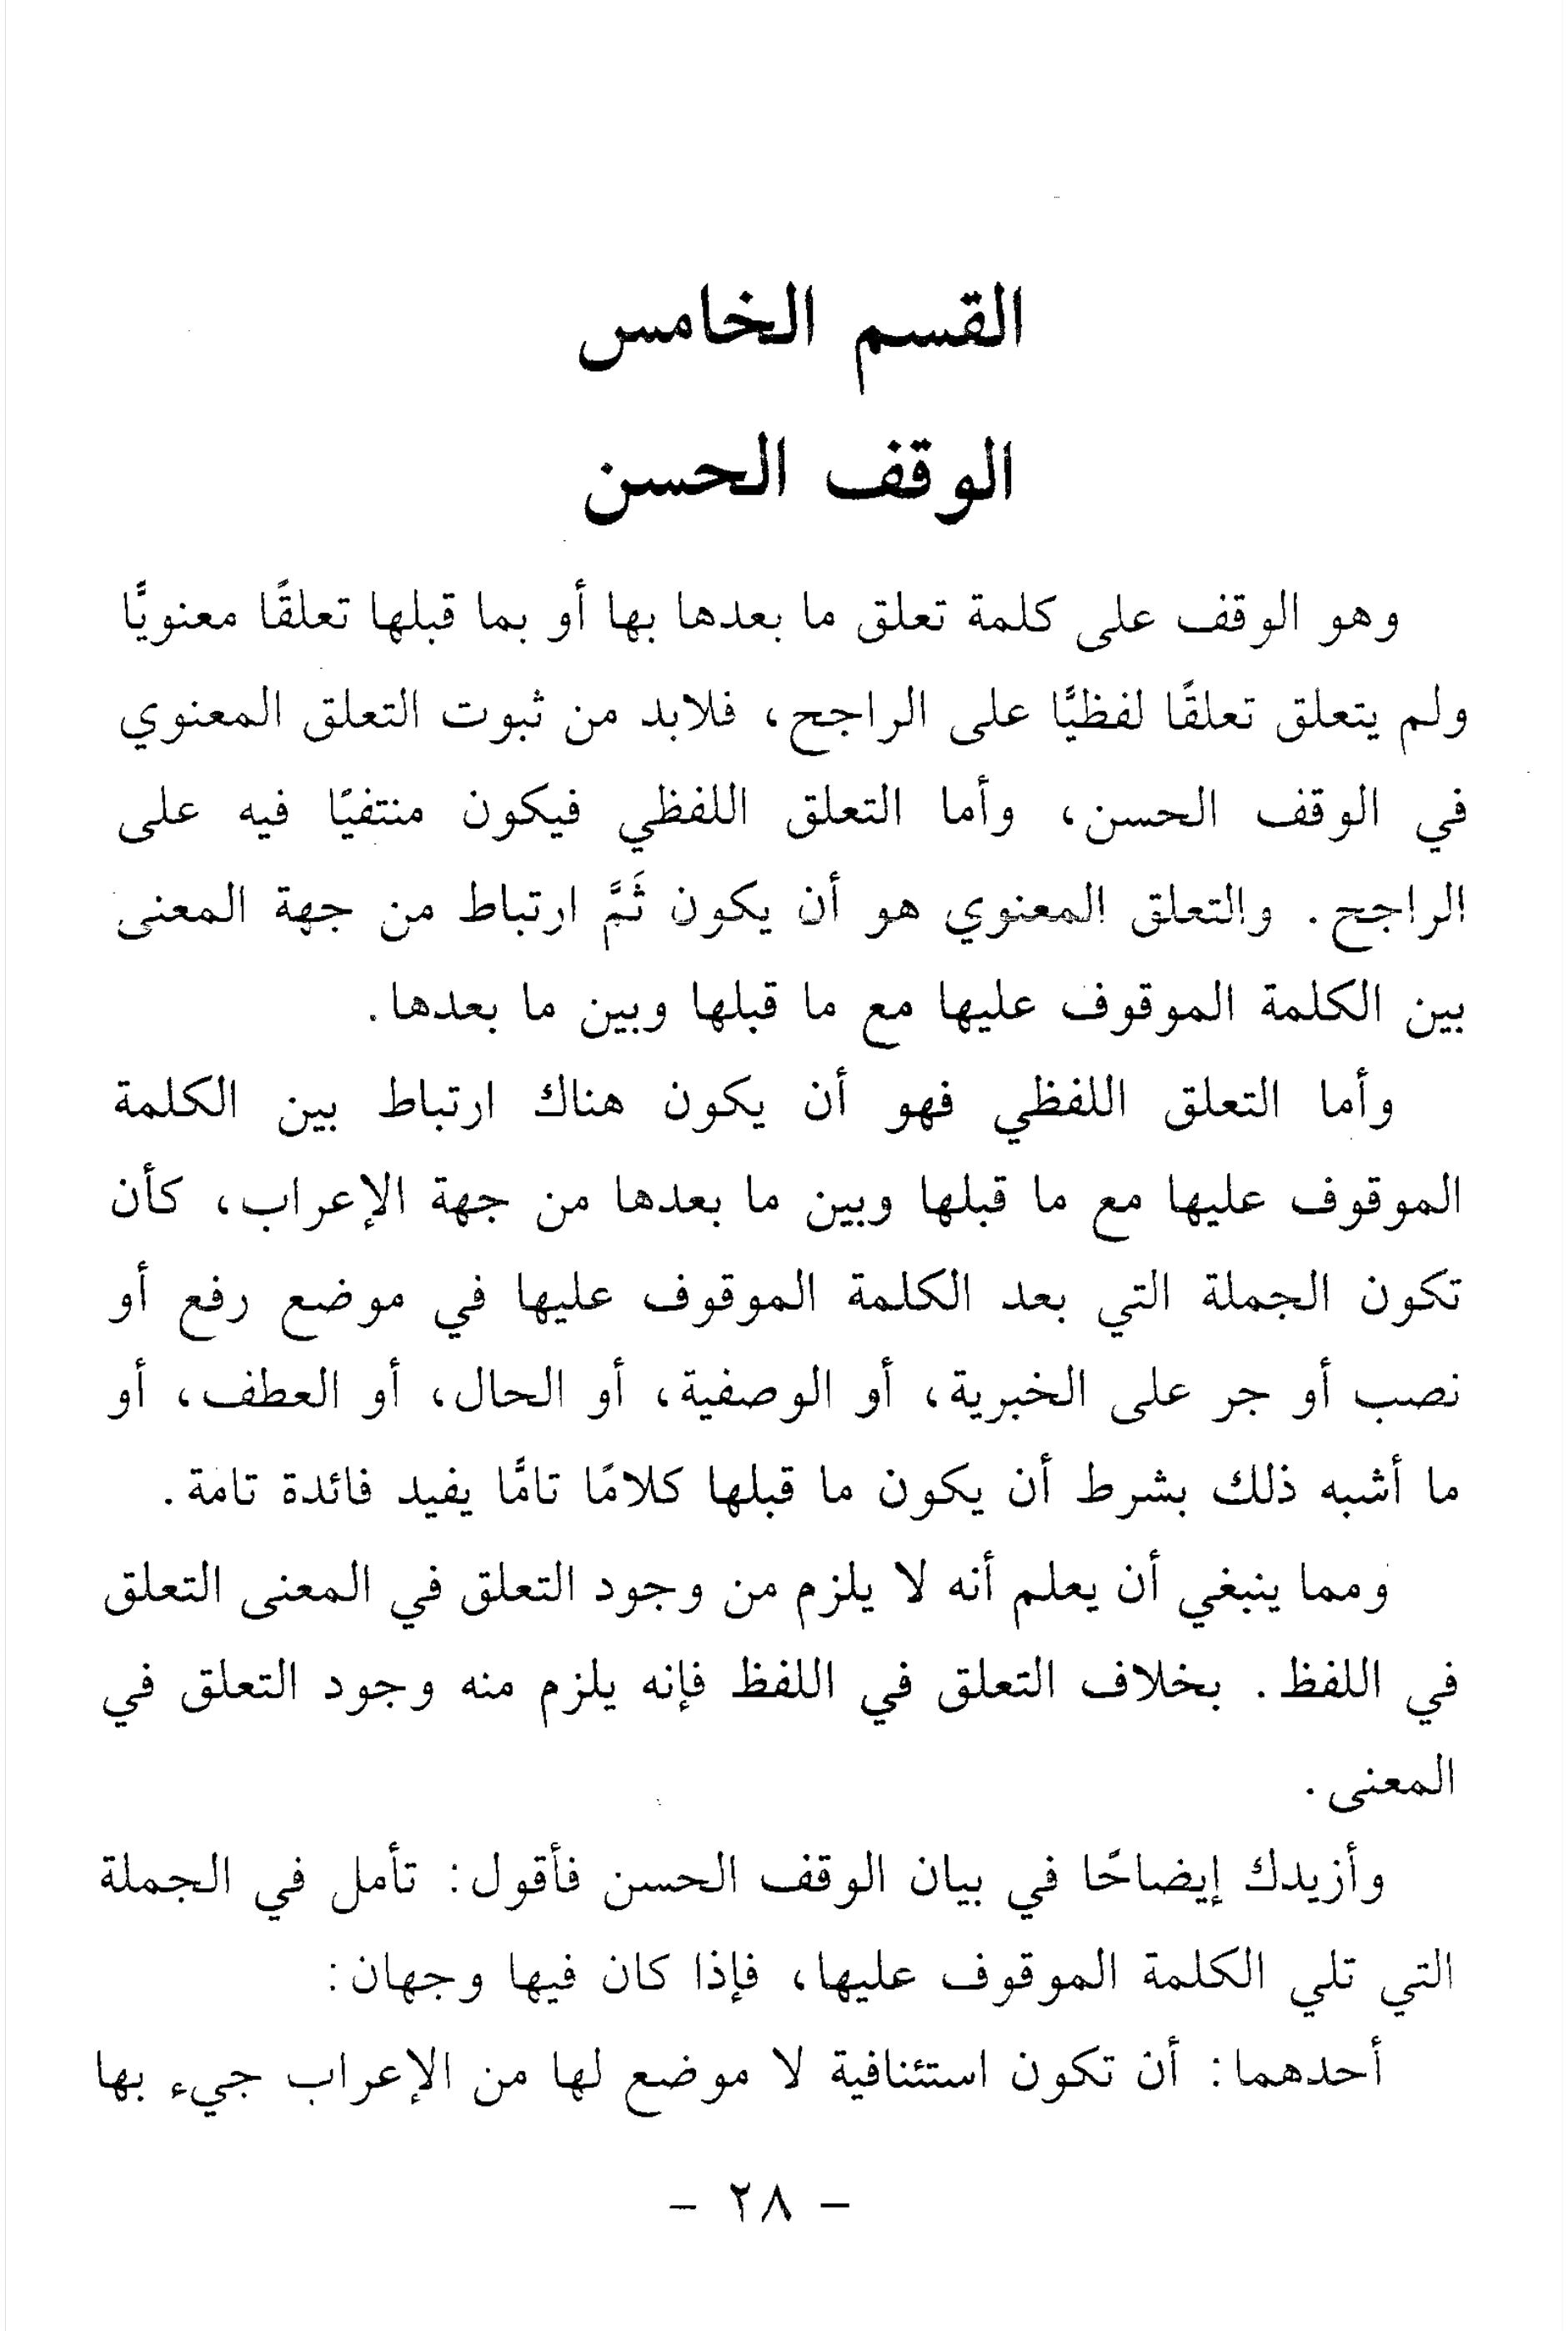 القسم الخامس
الوقف الحسن
وهو الوقف على كلمة تعلق ما بعدها بها أو بما قبلها تعلقًا معنويًّا
ولم يتعلق تعلقًا لفظيًّا على الراجح، فلابد من ثبوت التعلق المعنوي
في الوقف الحسن، وأما التعلق اللفظي فيكون منتفيًا فيه على
الراجح. والتعلق المعنوي هو أن يكون ثَمَّ ارتباط من جهة المعنى
بين الكلمة الموقوف عليها مع ما قبلها وبين ما بعدها.
وأما التعلق اللفظي فهو أن يكون هناك ارتباط بين الكلمة
الموقوف عليها مع ما قبلها وبين ما بعدها من جهة الإعراب، كأن
تكون الجملة التي بعد الكلمة الموقوف عليها في موضع رفع أو
نصب أو جر على الخبرية، أو الوصفية، أو الحال، أو العطف، أو
ما أشبه ذلك بشرط أن يكون ما قبلها كلامًا تامًّا يفيد فائدة تامة.
ومما ينبغي أن يعلم أنه لا يلزم من وجود التعلق في المعنى التعلق
في اللفظ. بخلاف التعلق في اللفظ فإنه يلزم منه وجود التعلق في
المعنى.
وأزيدك إيضاحًا في بيان الوقف الحسن فأقول: تأمل في الجملة
التي تلي الكلمة الموقوف عليها، فإذا كان فيها وجهان:
أحدهما: أن تكون استئنافية لا موضع لها من الإعراب جيء بها
- ٢٨ -